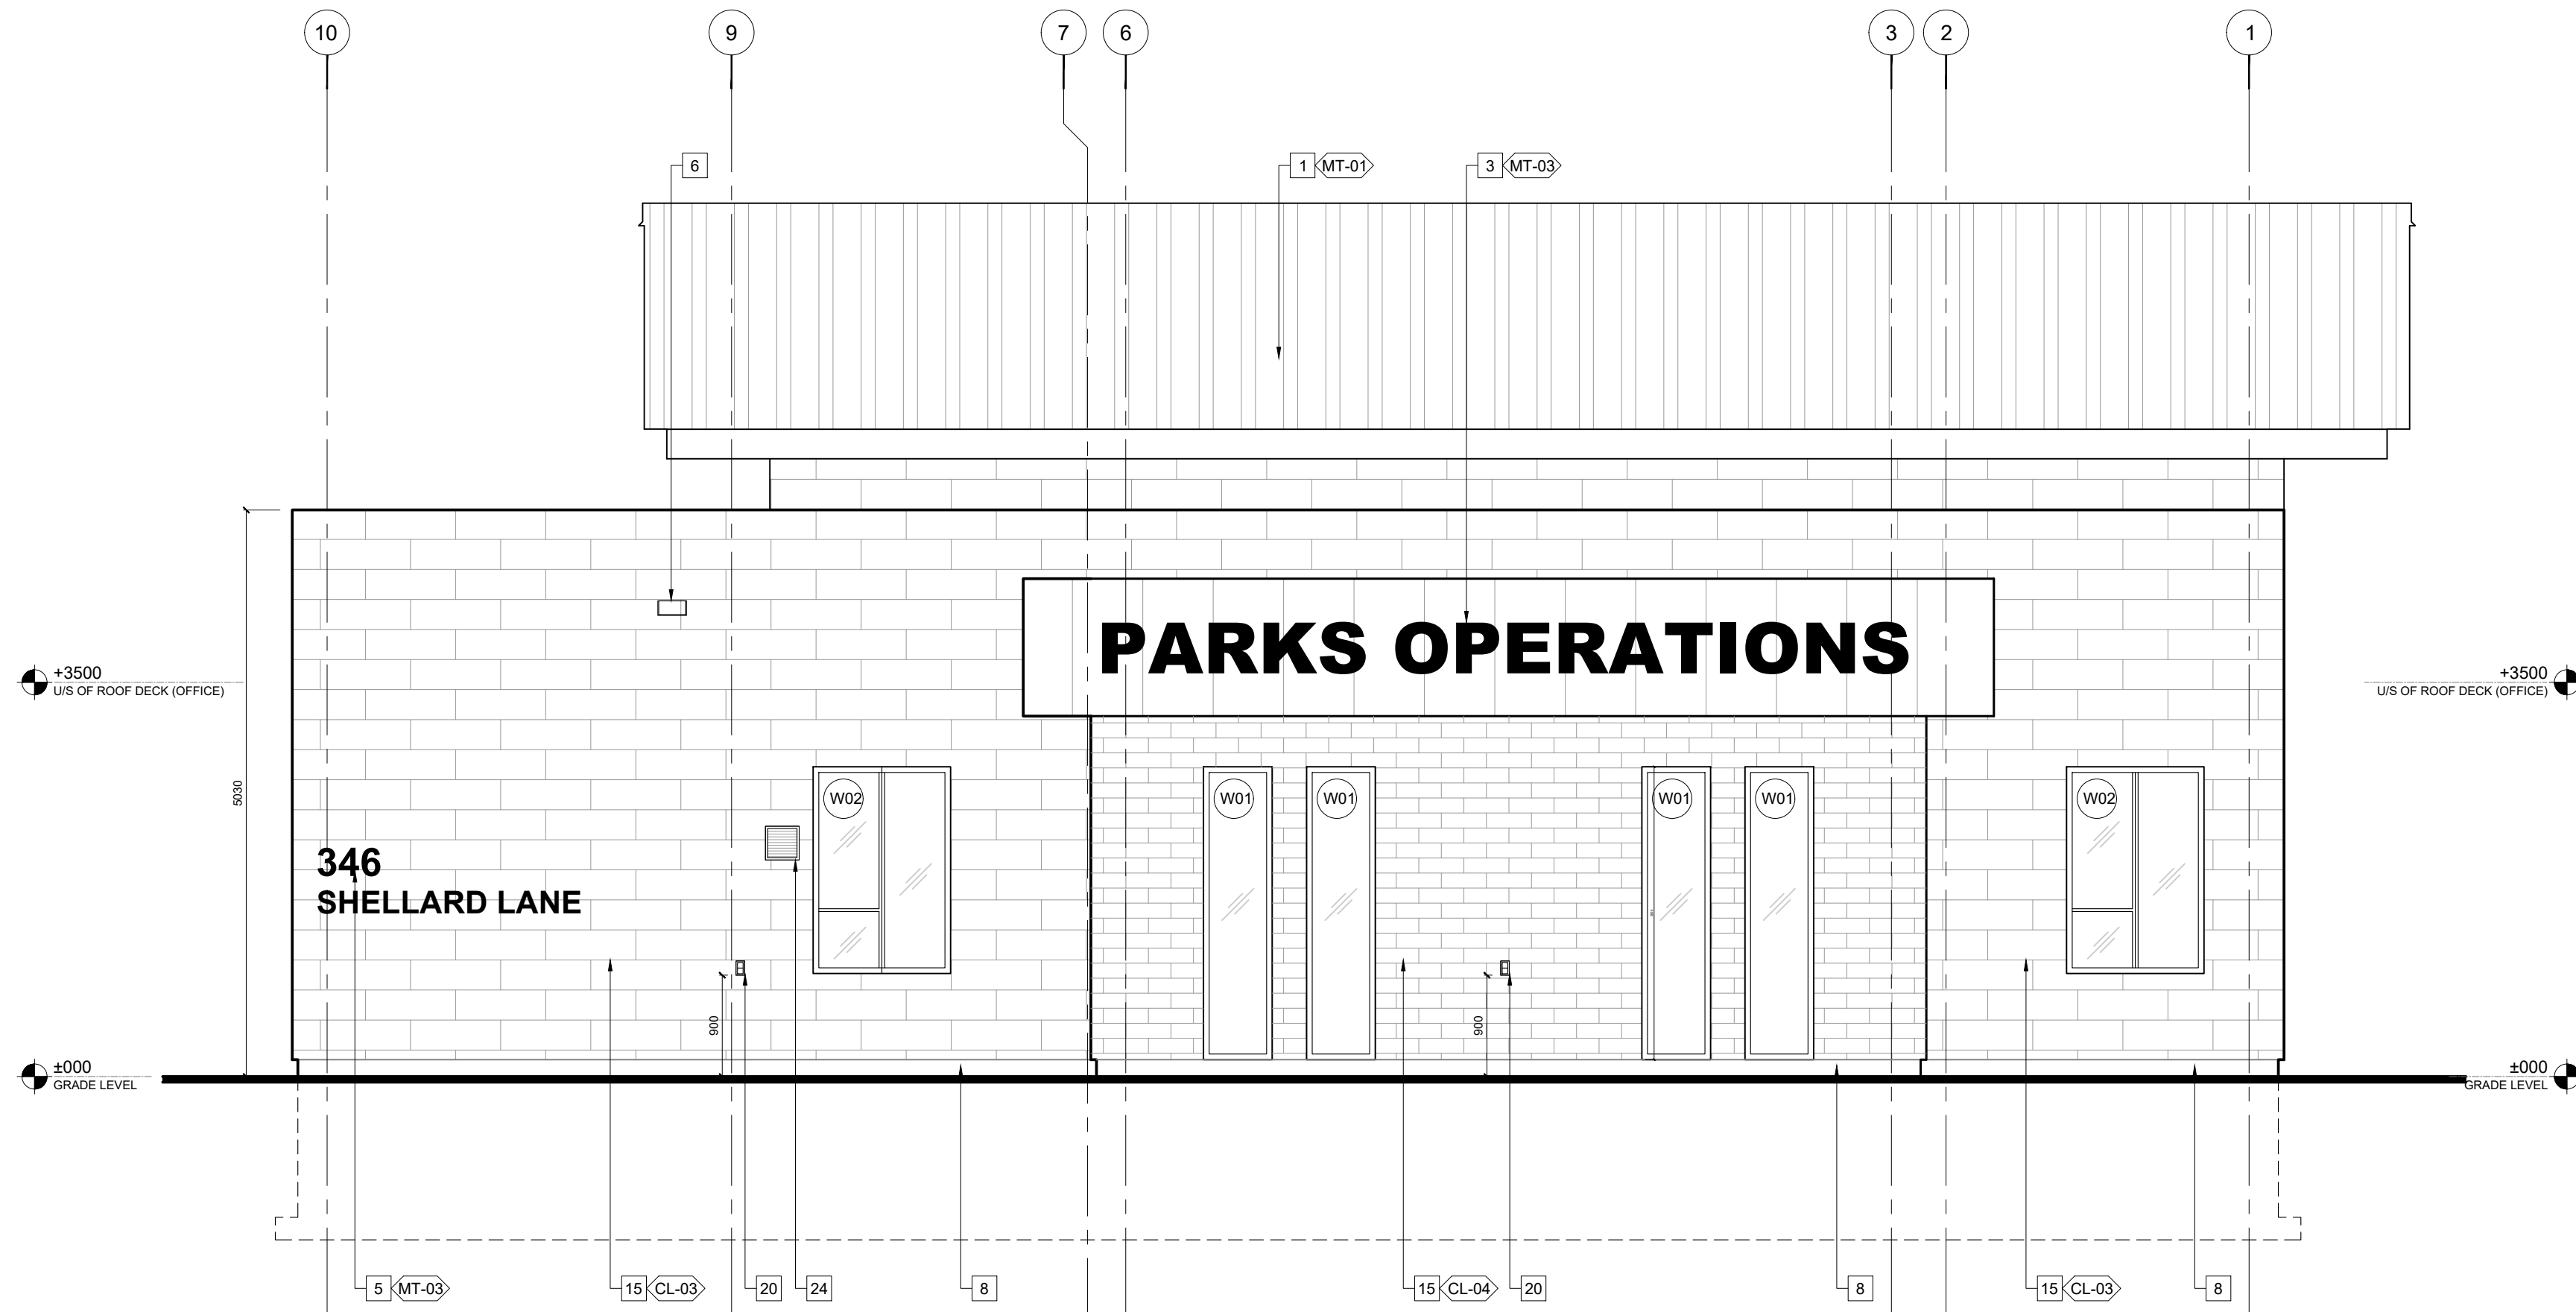 10 9 7 6 3 2 1
6 1 MT-01 3 MT-03
PARKS OPERATIONS
+3500 +3500
U/S OF ROOF DECK (OFFICE) U/S OF ROOF DECK (OFFICE)
5030
W02 W01 W01 W01 W01 W02
346
SHELLARD LANE
900 900
±000 ±000
GRADE LEVEL GRADE LEVEL
5 MT-03 15 CL-03 20 24 8 15 CL-04 20 8 15 CL-03 8